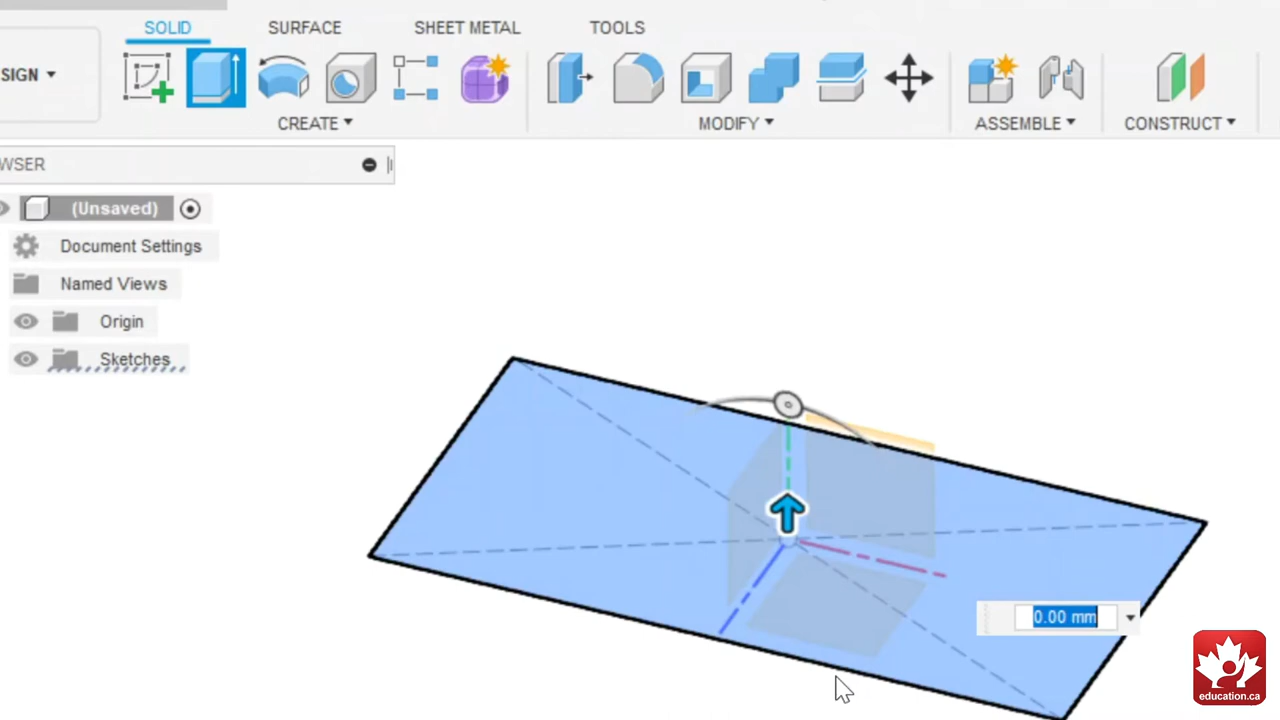 SOLID SURFACE SHEET METAL TOOLS
SIGN
CREATE MODIFY ASSEMBLE CONSTRUCT
WSER
(Unsaved)
Document Settings
Named Views
Origin
Sketches
0.00 mm
education.ca